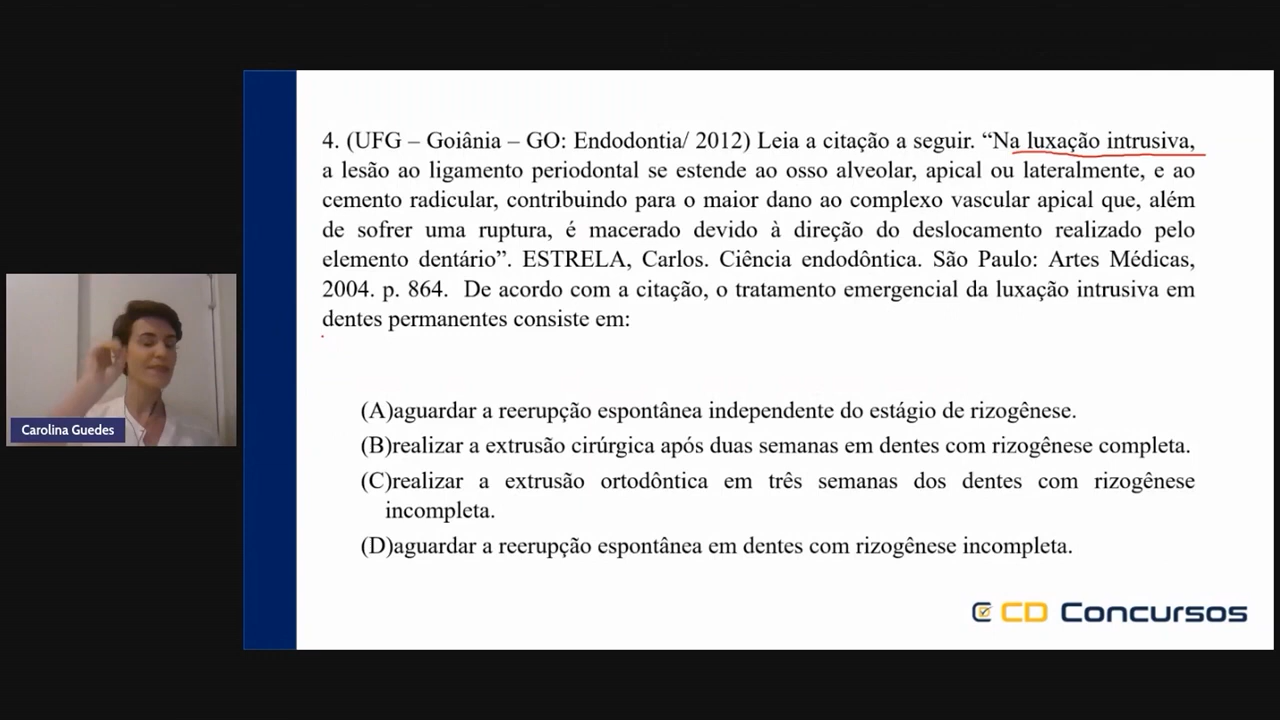 4. (UFG – Goiânia – GO: Endodontia/ 2012) Leia a citação a seguir. “Na luxação intrusiva,
a lesão ao ligamento periodontal se estende ao osso alveolar, apical ou lateralmente, e ao
cemento radicular, contribuindo para o maior dano ao complexo vascular apical que, além
de sofrer uma ruptura, é macerado devido à direção do deslocamento realizado pelo
elemento dentário”. ESTRELA, Carlos. Ciência endodôntica. São Paulo: Artes Médicas,
2004. p. 864. De acordo com a citação, o tratamento emergencial da luxação intrusiva em
dentes permanentes consiste em:
(A)aguardar a reerupção espontânea independente do estágio de rizogênese.
(B)realizar a extrusão cirúrgica após duas semanas em dentes com rizogênese completa.
(C)realizar a extrusão ortodôntica em três semanas dos dentes com rizogênese
incompleta.
(D)aguardar a reerupção espontânea em dentes com rizogênese incompleta.
Carolina Guedes
CD Concursos